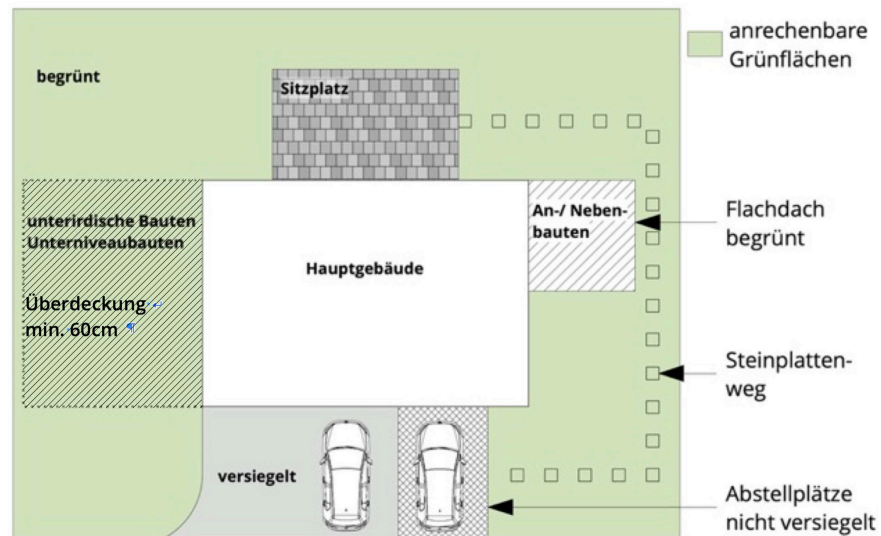 anrechenbare
Grünflächen
begrünt
Sitzplatz
unterirdische Bauten
Unterniveaubauten
An-/ Neben-
bauten
Flachdach
begrünt
Hauptgebäude
Überdeckung ↵
min. 60cm ¶
Steinplatten-
weg
versiegelt
Abstellplätze
nicht versiegelt